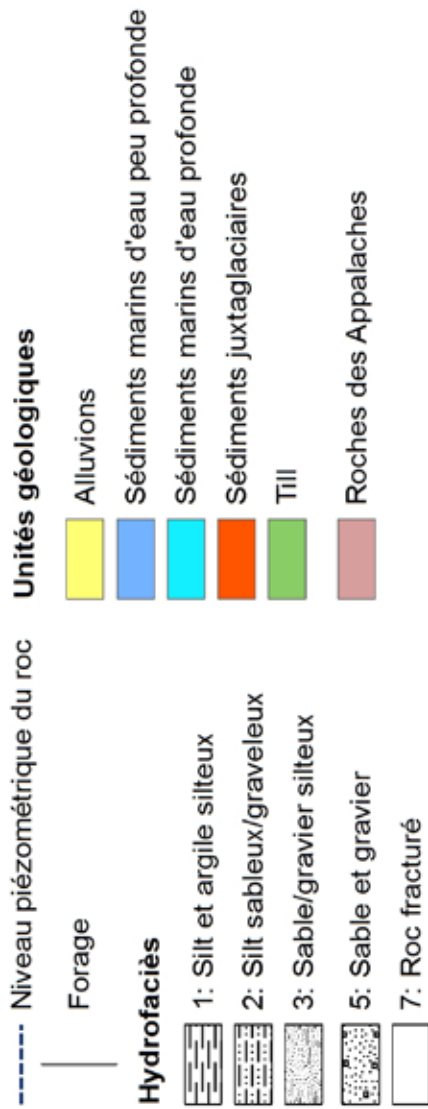 Niveau piézométrique du roc
Forage
Hydrofaciès
1: Silt et argile silteux
2: Silt sableux/graveleux
3: Sable/gravier silteux
5: Sable et gravier
7: Roc fracturé
Unités géologiques
Alluvions
Sédiments marins d'eau peu profonde
Sédiments marins d'eau profonde
Sédiments juxtaglaciaires
Till
Roches des Appalaches